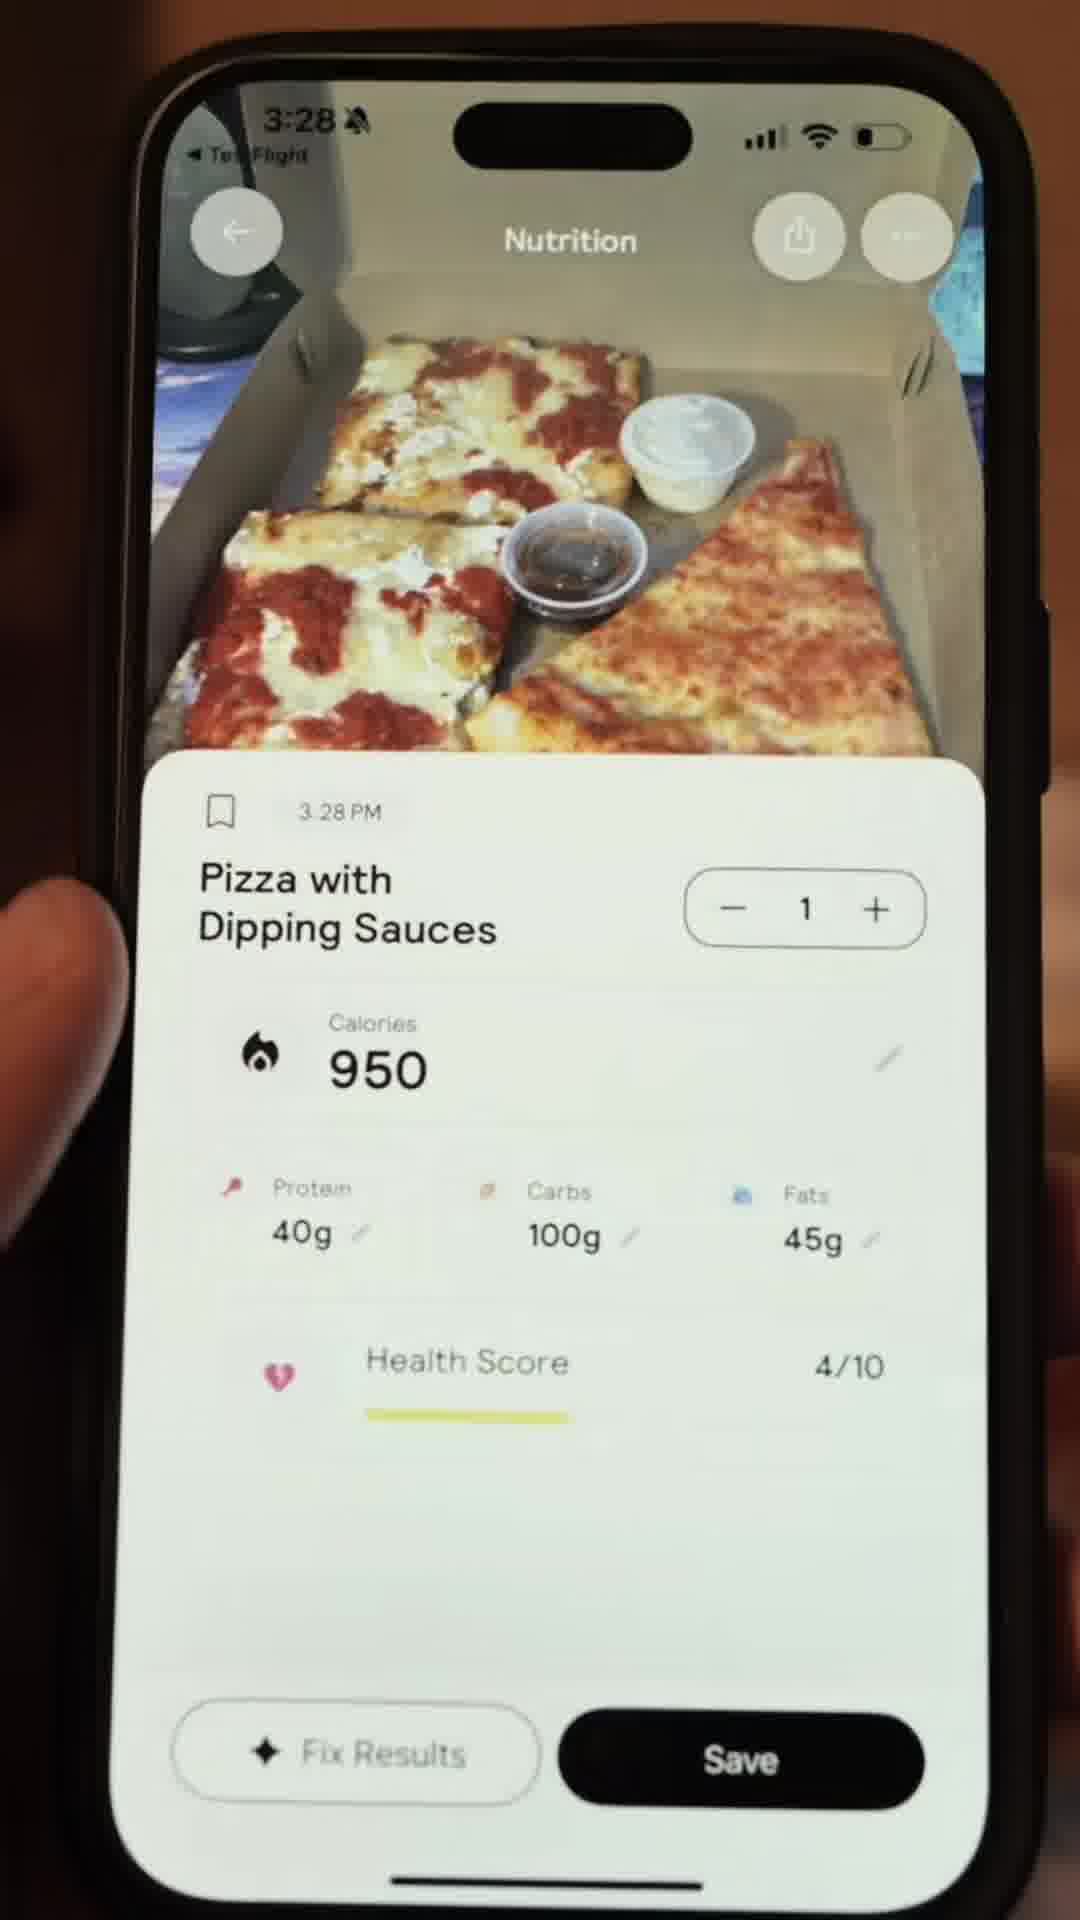 3:28
◀ TestFlight
Nutrition
3:28 PM
Pizza with
Dipping Sauces
1
Calories
950
Protein
40g
Carbs
100g
Fats
45g
Health Score
4/10
Fix Results
Save